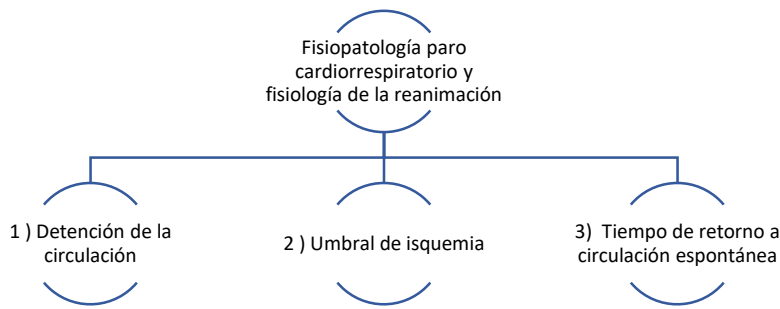 Fisiopatología paro
cardiorrespiratorio y
fisiología de la reanimación
1 ) Detención de la
circulación
2 ) Umbral de isquemia
3) Tiempo de retorno a
circulación espontánea